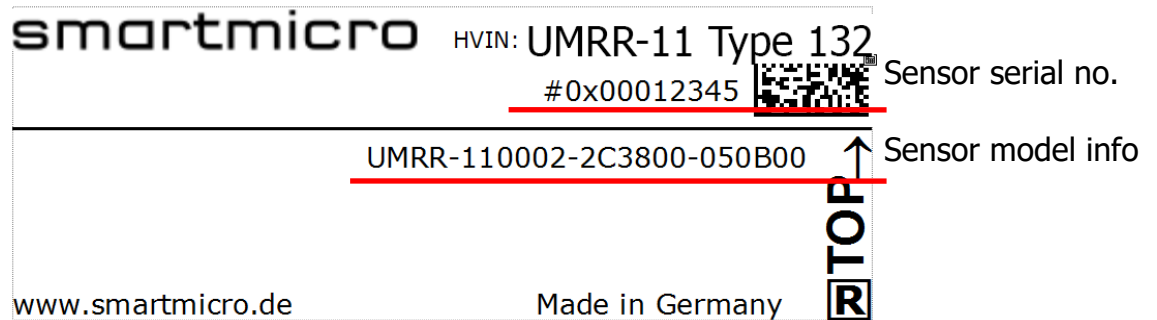 smartmicro HVIN: UMRR-11 Type 132
#0x00012345 Sensor serial no.
UMRR-110002-2C3800-050B00 Sensor model info
R TOP→
www.smartmicro.de Made in Germany